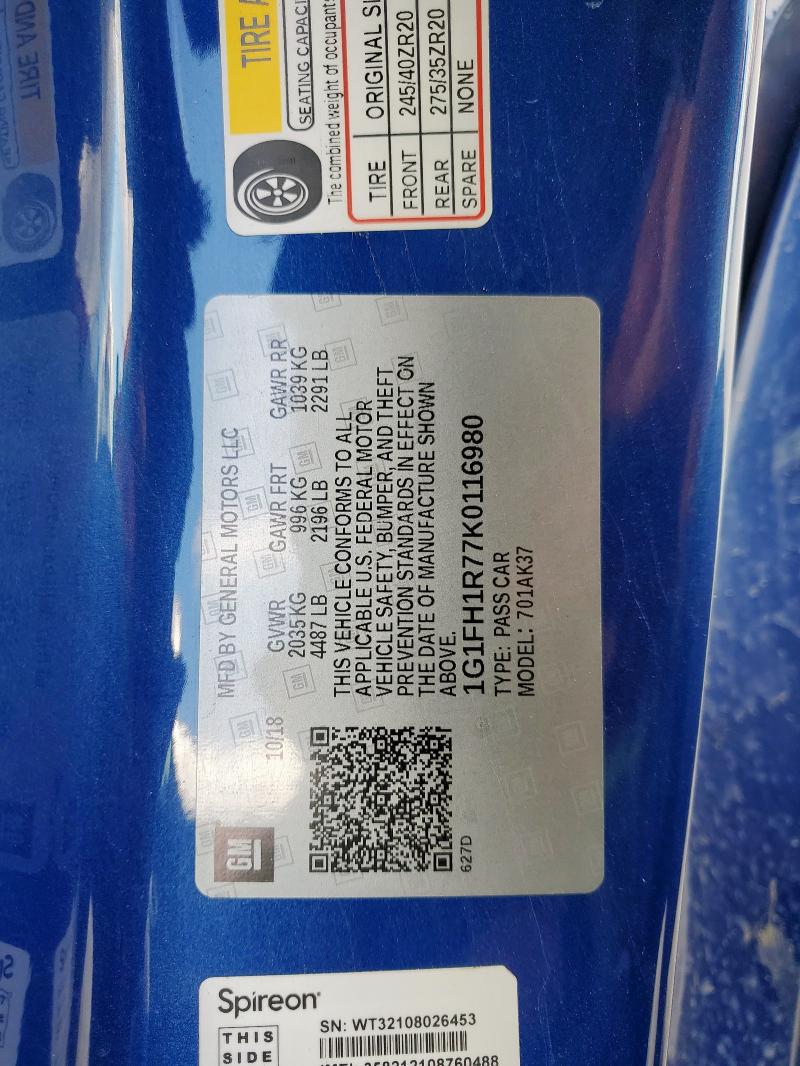 TIRE A
SEATING CAPACI
The combined weight of occupants
TIRE ORIGINAL SI
FRONT 245/40ZR20
REAR 275/35ZR20
SPARE NONE
MFD BY GENERAL MOTORS LLC
10/18 GVWR GAWR FRT GAWR RR
2035 KG 996 KG 1039 KG
4487 LB 2196 LB 2291 LB
THIS VEHICLE CONFORMS TO ALL
APPLICABLE U.S. FEDERAL MOTOR
VEHICLE SAFETY, BUMPER, AND THEFT
PREVENTION STANDARDS IN EFFECT ON
THE DATE OF MANUFACTURE SHOWN
ABOVE.
1G1FH1R77K0116980
TYPE: PASS CAR
MODEL: 701AK37
GM
627D
Spireon
THIS
SIDE
SN: WT32108026453